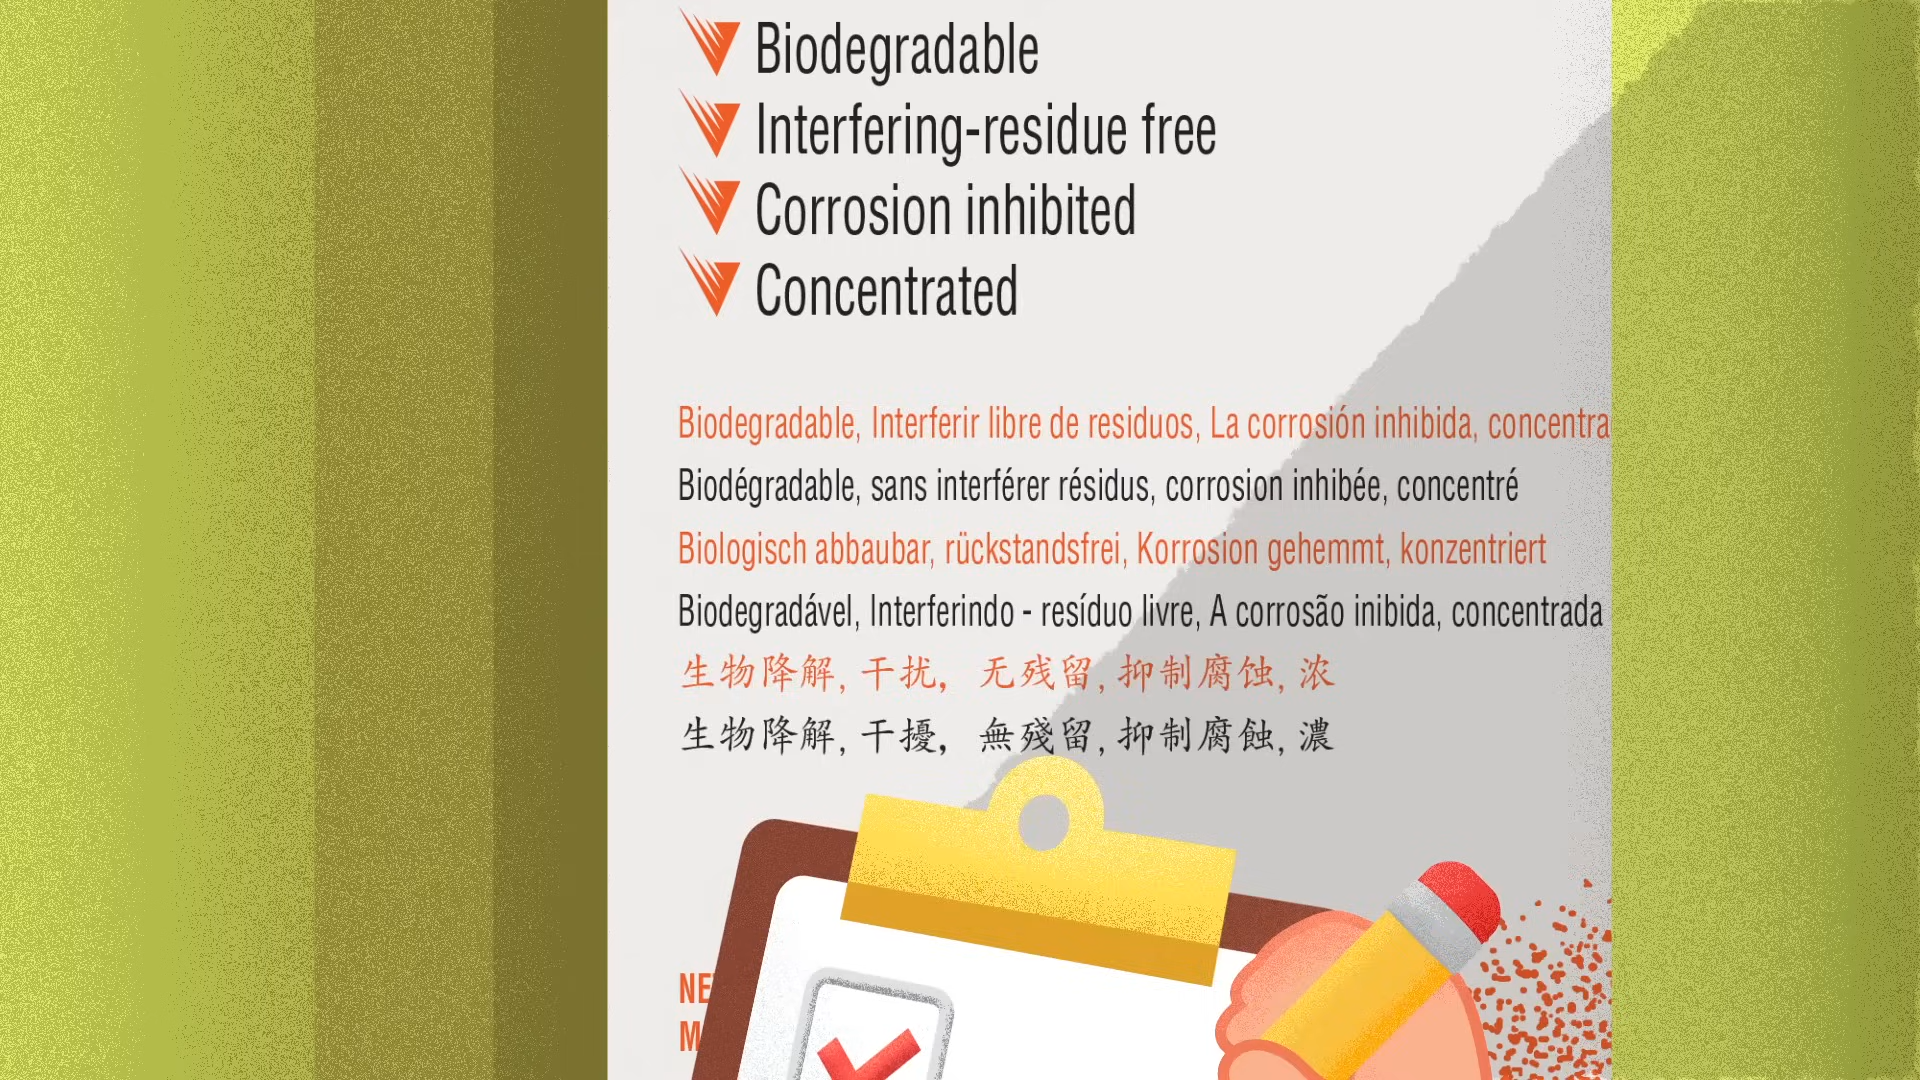 Biodegradable
Interfering-residue free
Corrosion inhibited
Concentrated
Biodegradable, Interferir libre de residuos, La corrosión inhibida, concentra
Biodégradable, sans interférer résidus, corrosion inhibée, concentré
Biologisch abbaubar, rückstandsfrei, Korrosion gehemmt, konzentriert
Biodegradável, Interferindo - resíduo livre, A corrosão inibida, concentrada
生物降解, 干扰, 无残留, 抑制腐蚀, 浓
生物降解, 干擾, 無殘留, 抑制腐蝕, 濃